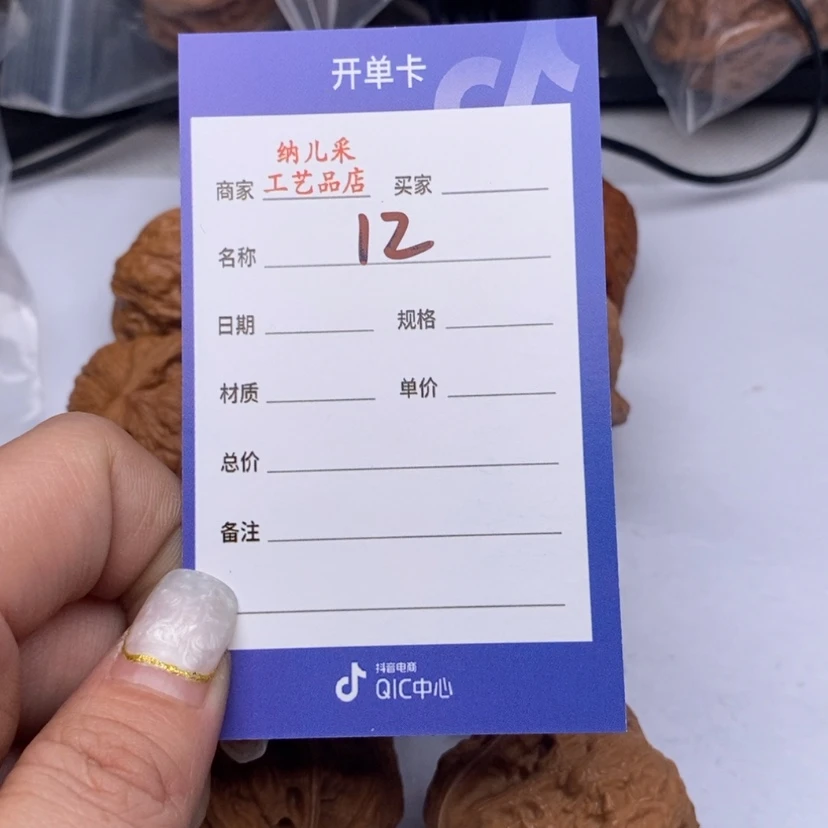 开单卡
纳儿采
商家 工艺品店 买家
名称 12
日期 规格
材质 单价
总价
备注
抖音电商
QIC中心